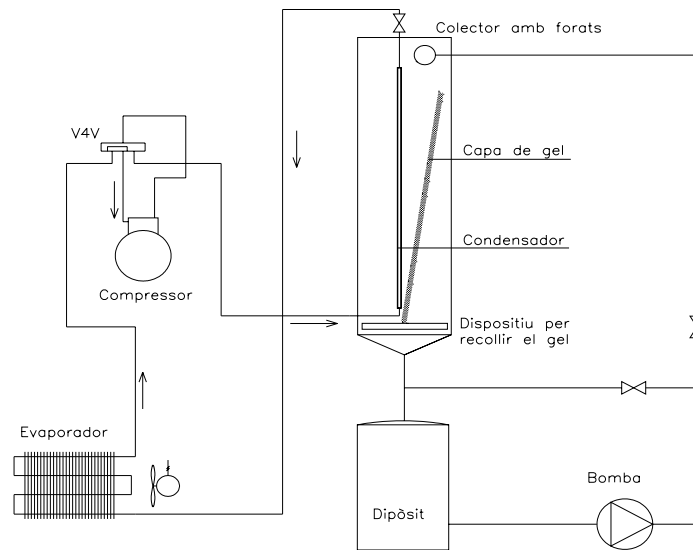 Colector amb forats
V4V
Capa de gel
Condensador
Compressor
Dispositiu per
recollir el gel
Evaporador
Bomba
Dipòsit